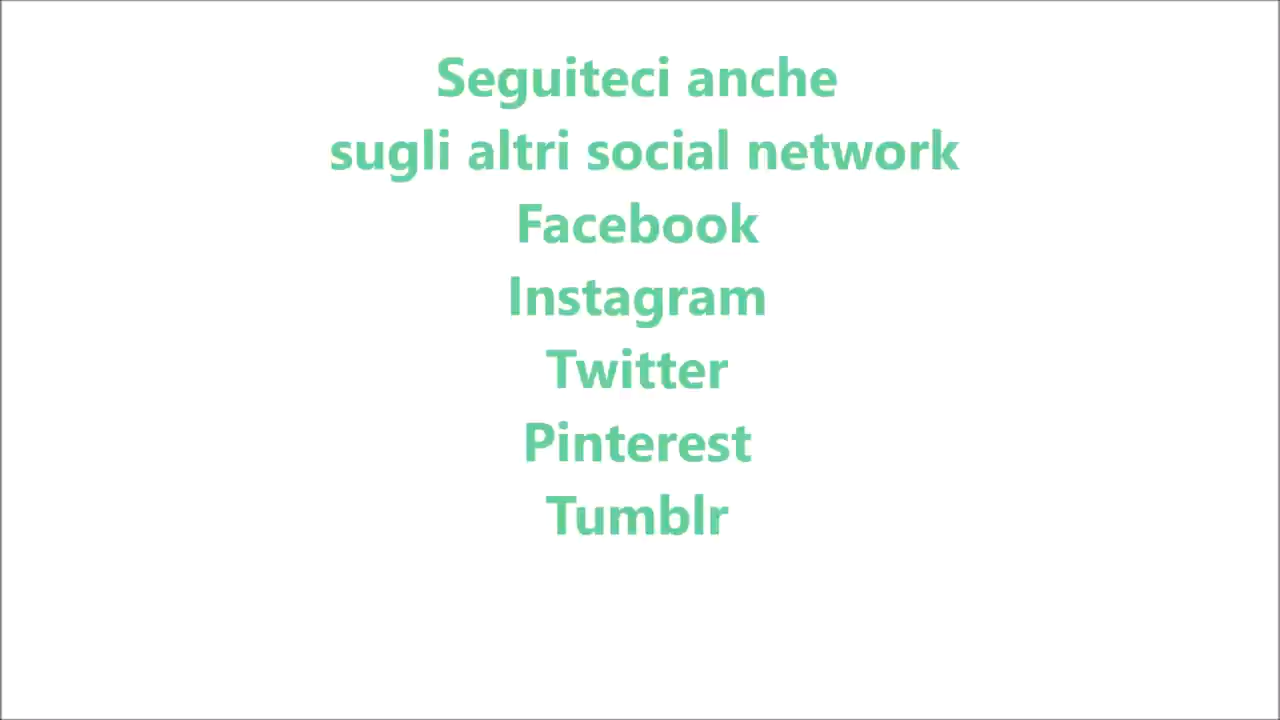 Seguiteci anche
sugli altri social network
Facebook
Instagram
Twitter
Pinterest
Tumblr